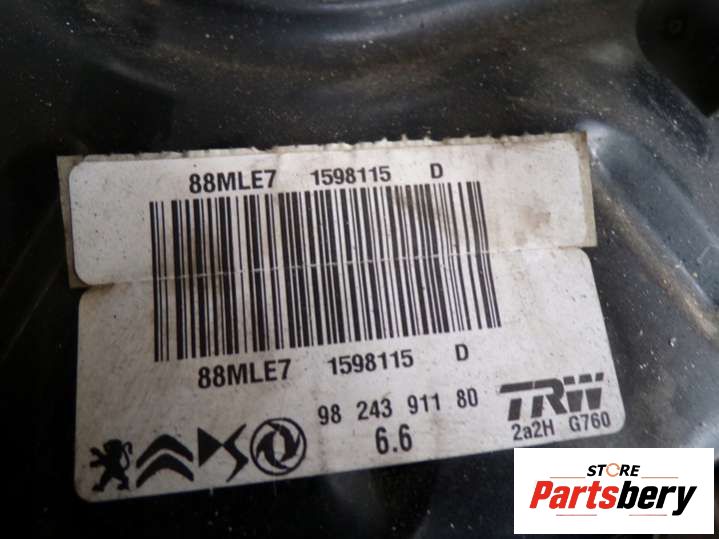 88MLE7 1598115 D
88MLE7 1598115 D
98 243 911 80
6.6
TRW
2a2H G760
STORE
Partsbery